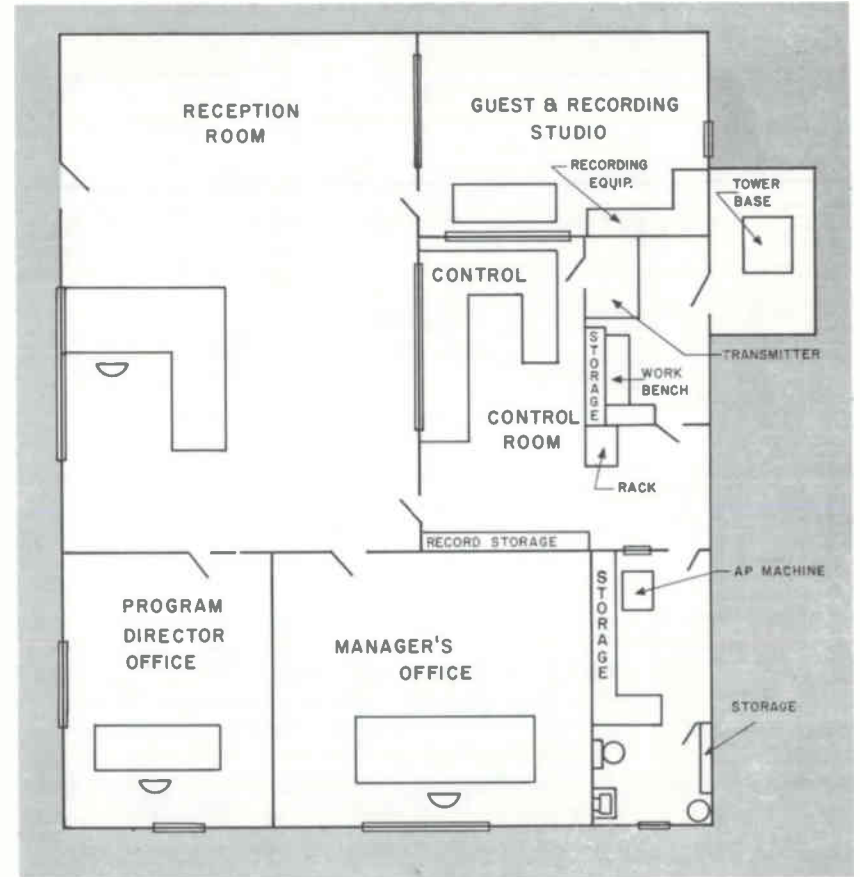 RECEPTION
ROOM
GUEST & RECORDING
STUDIO
RECORDING
EQUIP.
TOWER
BASE
CONTROL
TRANSMITTER
STORAGE
WORK
BENCH
CONTROL
ROOM
RACK
RECORD STORAGE
AP MACHINE
STORAGE
PROGRAM
DIRECTOR
OFFICE
MANAGER'S
OFFICE
STORAGE